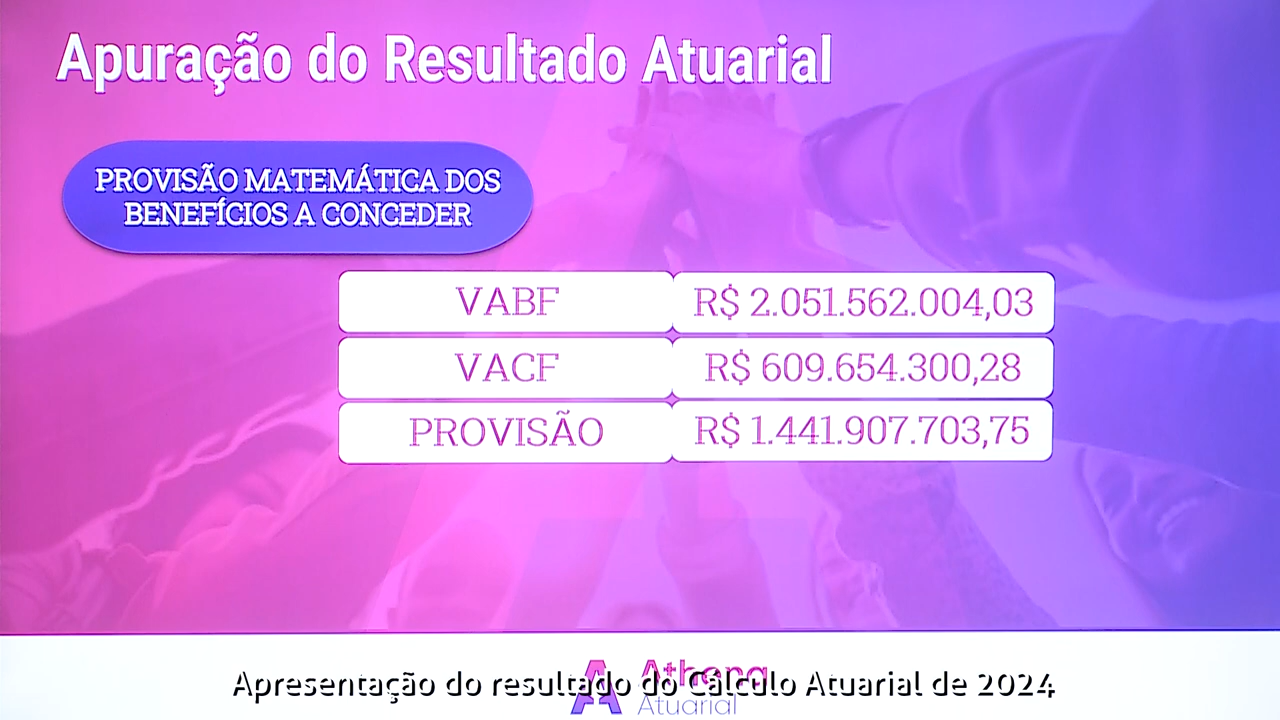 Apuração do Resultado Atuarial
PROVISÃO MATEMÁTICA DOS
BENEFÍCIOS A CONCEDER
VABF R$ 2.051.562.004,03
VACF R$ 609.654.300,28
PROVISÃO R$ 1.441.907.703,75
Athena
Atuarial
Apresentação do resultado do Cálculo Atuarial de 2024